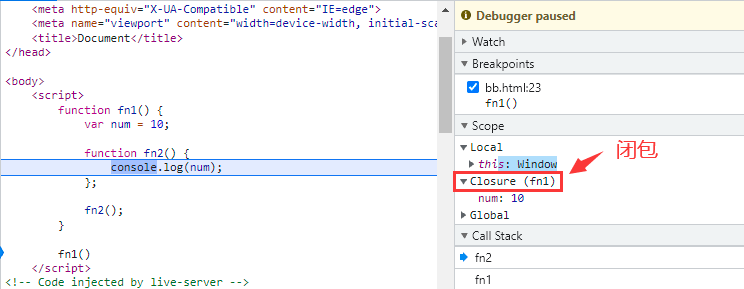 <meta http-equiv="X-UA-Compatible" content="IE=edge">
<meta name="viewport" content="width=device-width, initial-sca
<title>Document</title>
</head>
<body>
<script>
function fn1() {
var num = 10;
function fn2() {
console.log(num);
};
fn2();
}
fn1()
</script>
<!-- Code injected by live-server -->
Debugger paused
Watch
Breakpoints
bb.html:23
fn1()
Scope
Local
this: Window
Closure (fn1)
闭包
num: 10
Global
Call Stack
fn2
fn1